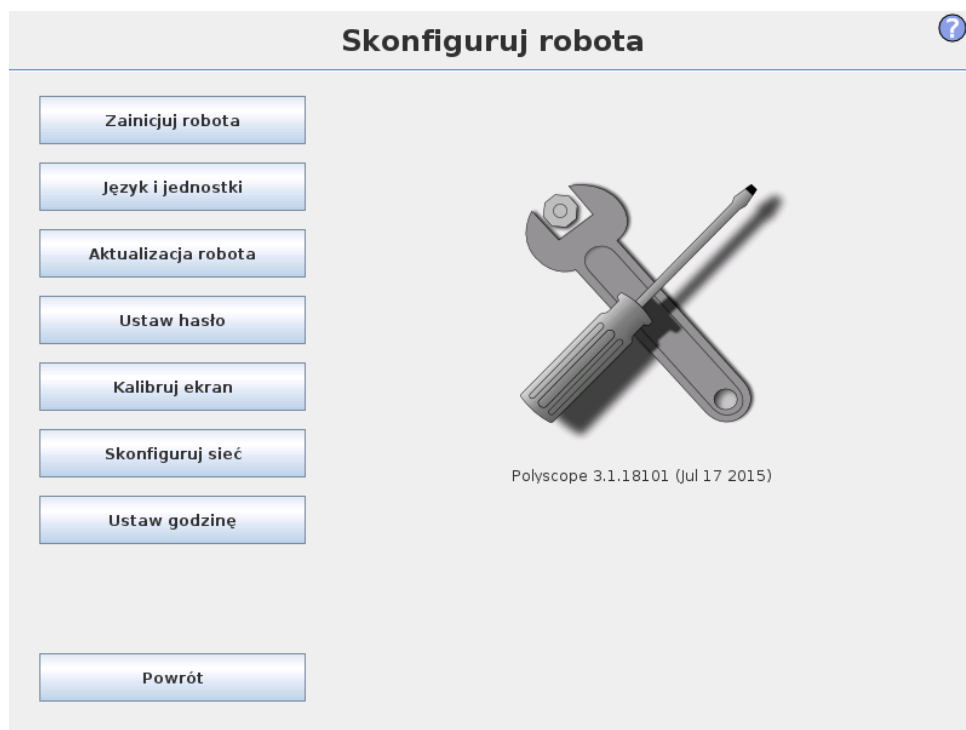 Skonfiguruj robota
?
Zainicjuj robota
Język i jednostki
Aktualizacja robota
Ustaw hasło
Kalibruj ekran
Skonfiguruj sieć
Ustaw godzinę
Polyscope 3.1.18101 (Jul 17 2015)
Powrót